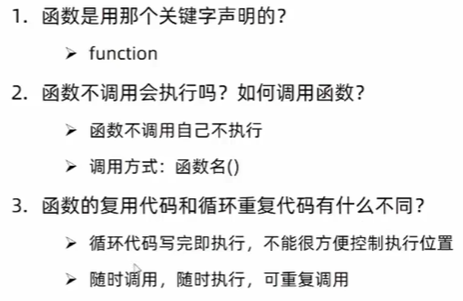 1. 函数是用那个关键字声明的？
➤ function
2. 函数不调用会执行吗？如何调用函数？
➤ 函数不调用自己不执行
➤ 调用方式：函数名()
3. 函数的复用代码和循环重复代码有什么不同？
➤ 循环代码写完即执行，不能很方便控制执行位置
➤ 随时调用，随时执行，可重复调用